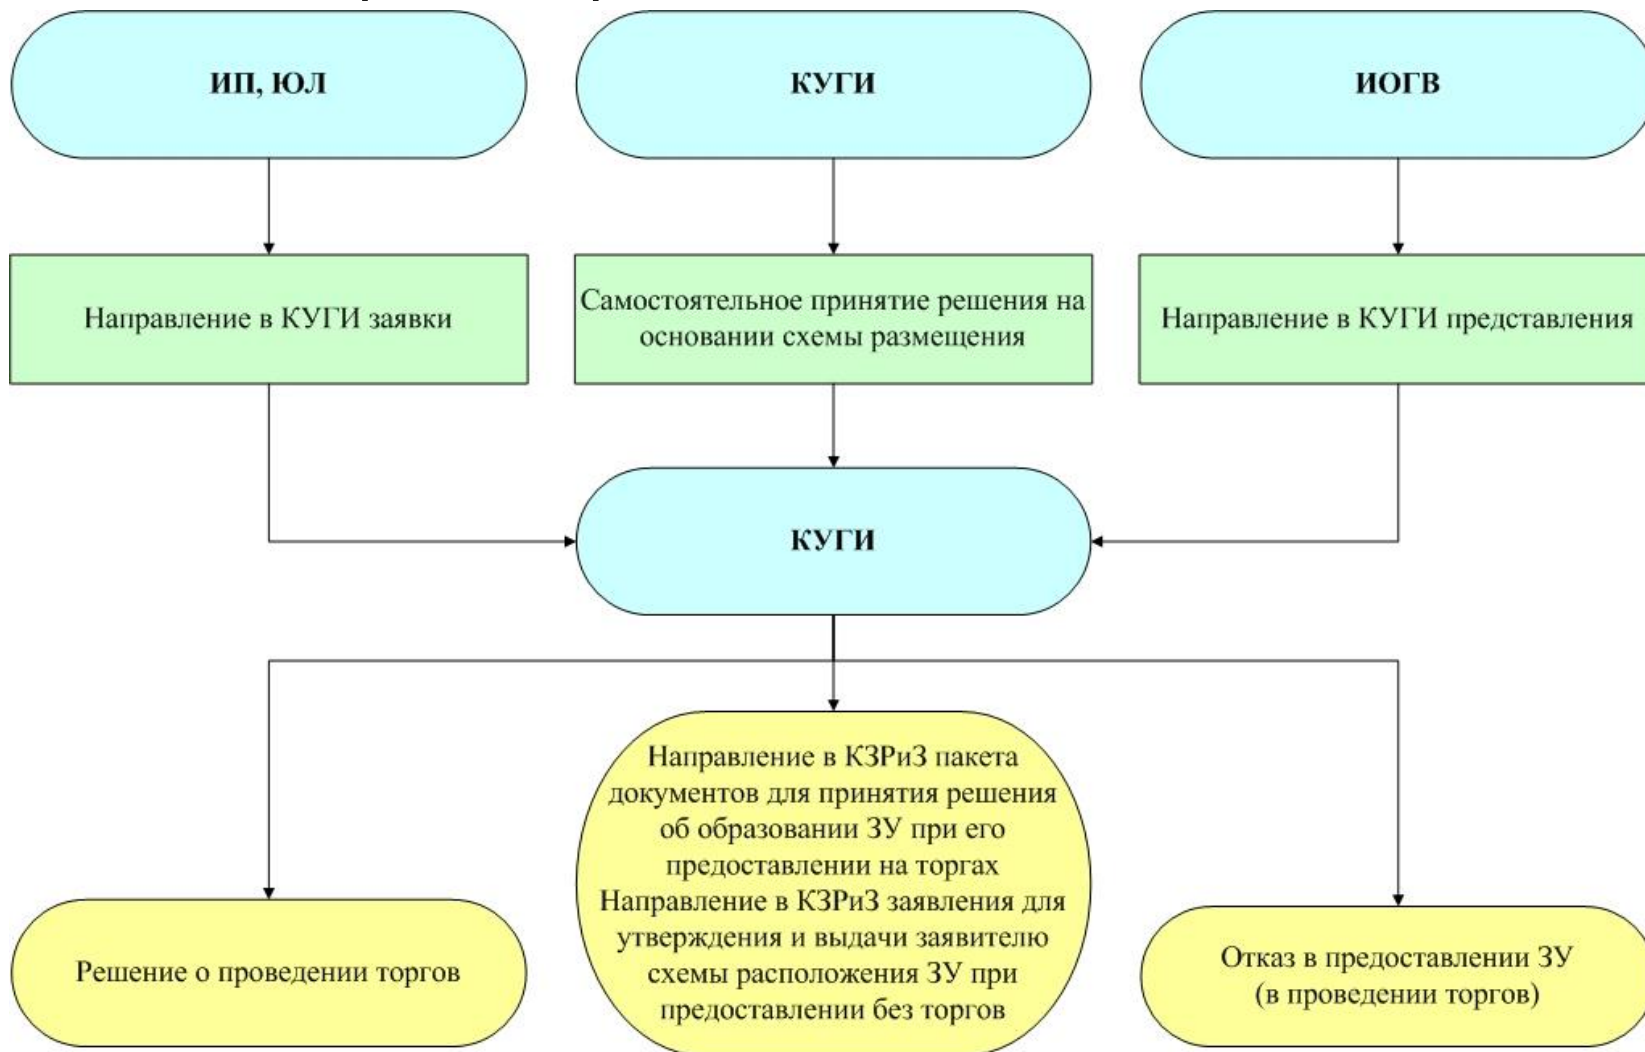 ИП, ЮЛ
КУГИ
ИОГВ
Направление в КУГИ заявки
Самостоятельное принятие решения на
основании схемы размещения
Направление в КУГИ представления
КУГИ
Решение о проведении торгов
Направление в КЗРиЗ пакета
документов для принятия решения
об образовании ЗУ при его
предоставлении на торгах
Направление в КЗРиЗ заявления для
утверждения и выдачи заявителю
схемы расположения ЗУ при
предоставлении без торгов
Отказ в предоставлении ЗУ
(в проведении торгов)